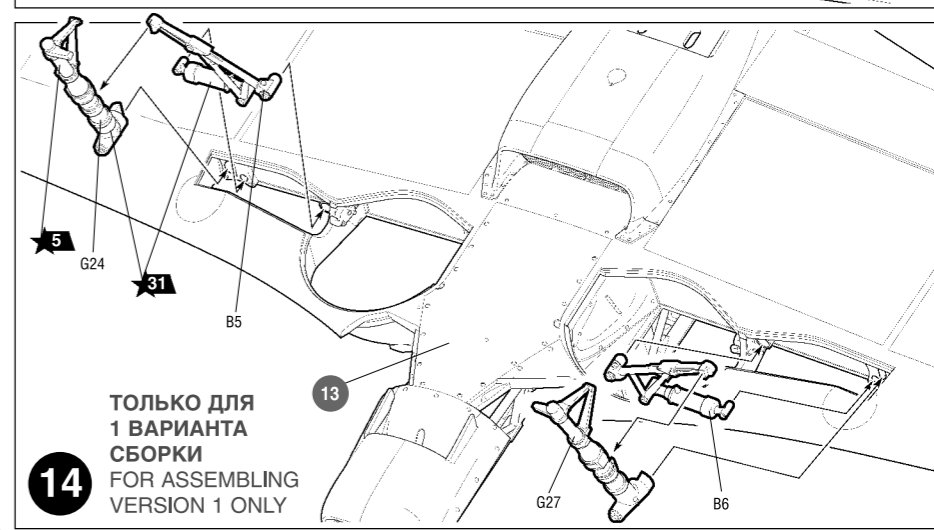 5
G24
31
B5
13
ТОЛЬКО ДЛЯ
1 ВАРИАНТА
СБОРКИ
14
FOR ASSEMBLING
VERSION 1 ONLY
G27
B6